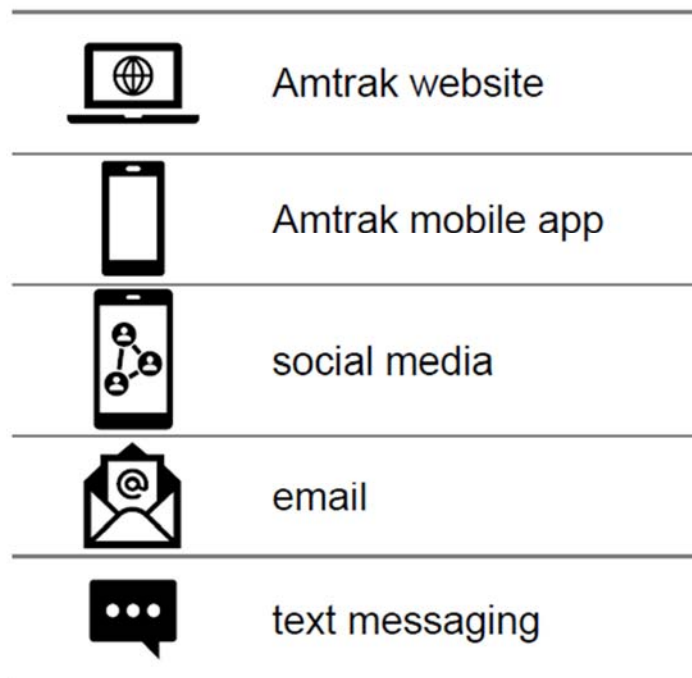 Amtrak website
Amtrak mobile app
social media
@
email
text messaging